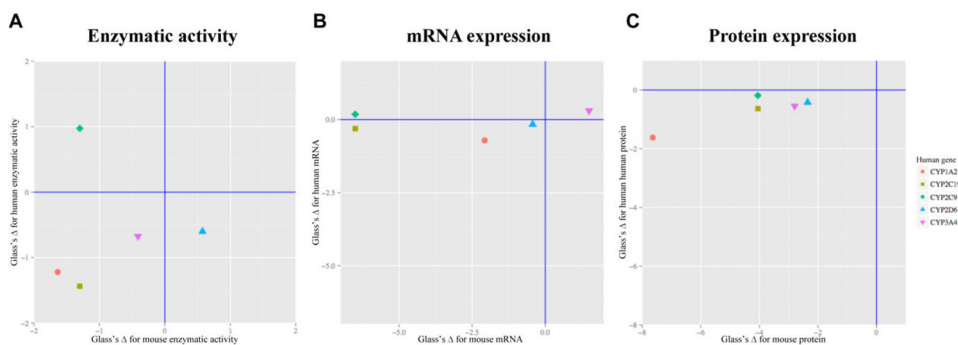 A
Enzymatic activity
2
1
0
−1
−2
Glass's Δ for human enzymatic activity
−2
−1
0
1
2
Glass's Δ for mouse enzymatic activity
B
mRNA expression
0.0
−2.5
−5.0
Glass's Δ for human mRNA
−5.0
−2.5
0.0
Glass's Δ for mouse mRNA
C
Protein expression
0
−2
−4
−6
−8
Glass's Δ for human human protein
−8
−6
−4
−2
0
Glass's Δ for mouse protein
Human gene
CYP1A2
CYP2C19
CYP2C9
CYP2D6
CYP3A4